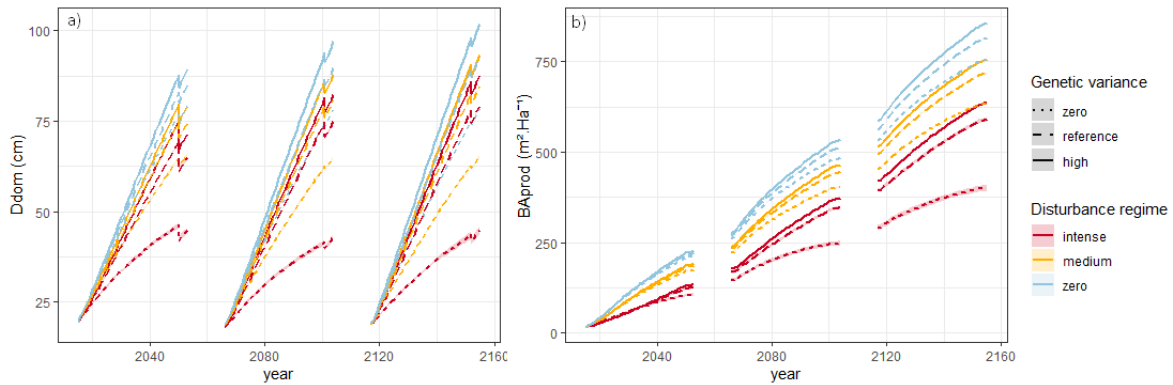 a)
100
75
50
25
Ddom (cm)
2040
2080
2120
2160
year
b)
750
500
250
0
BAprod (m².Ha⁻¹)
2040
2080
2120
2160
year
Genetic variance
zero
reference
high
Disturbance regime
intense
medium
zero